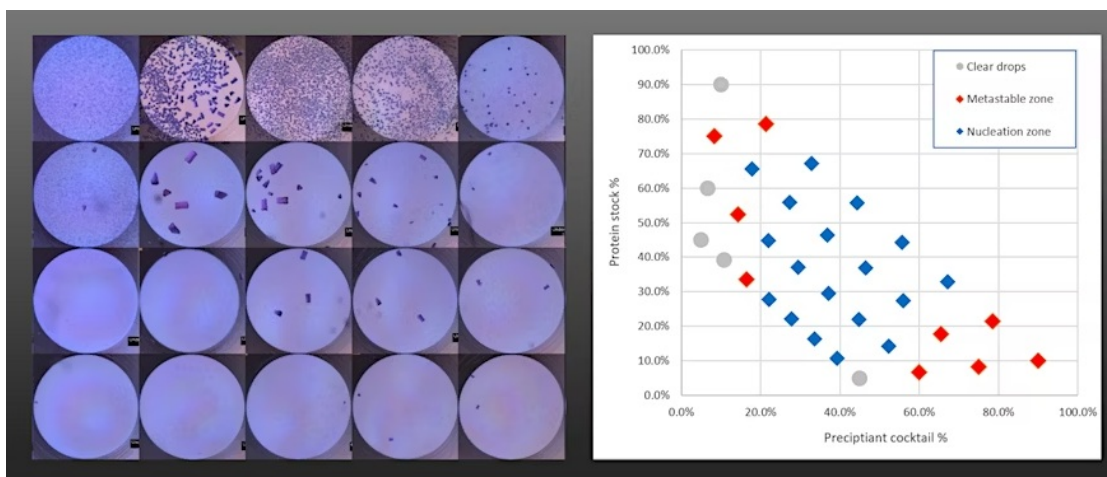 100.0%
90.0%
80.0%
70.0%
60.0%
50.0%
40.0%
30.0%
20.0%
10.0%
0.0%
Protein stock %
Clear drops
Metastable zone
Nucleation zone
0.0% 20.0% 40.0% 60.0% 80.0% 100.0%
Preciptiant cocktail %